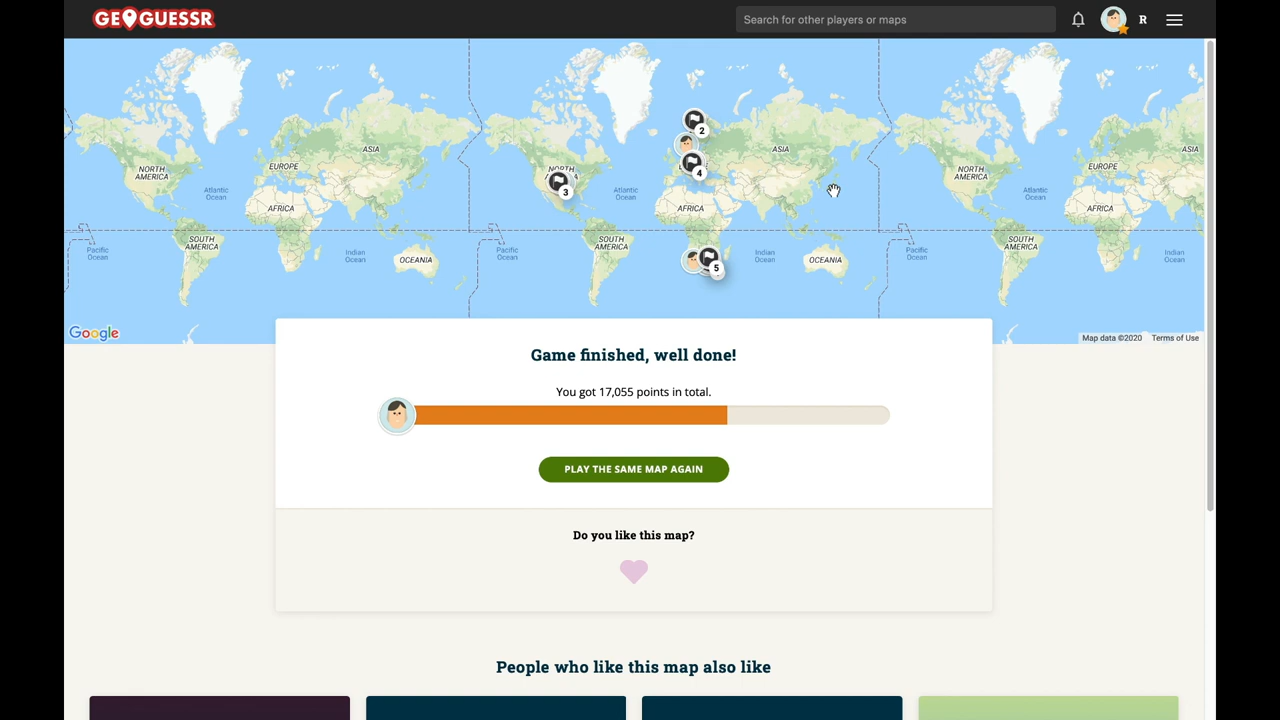 GEOGUESSR
Search for other players or maps
R
ASIA
EUROPE
NORTH
AMERICA
Atlantic
Ocean
AFRICA
SOUTH
AMERICA
Pacific
Ocean
Indian
Ocean
OCEANIA
2
4
3
5
ASIA
NORTH
AMERICA
Atlantic
Ocean
AFRICA
SOUTH
AMERICA
Pacific
Ocean
Indian
Ocean
OCEANIA
ASIA
EUROPE
NORTH
AMERICA
Atlantic
Ocean
AFRICA
SOUTH
AMERICA
Pacific
Ocean
Indian
Ocean
Google
Map data ©2020 Terms of Use
Game finished, well done!
You got 17,055 points in total.
PLAY THE SAME MAP AGAIN
Do you like this map?
People who like this map also like